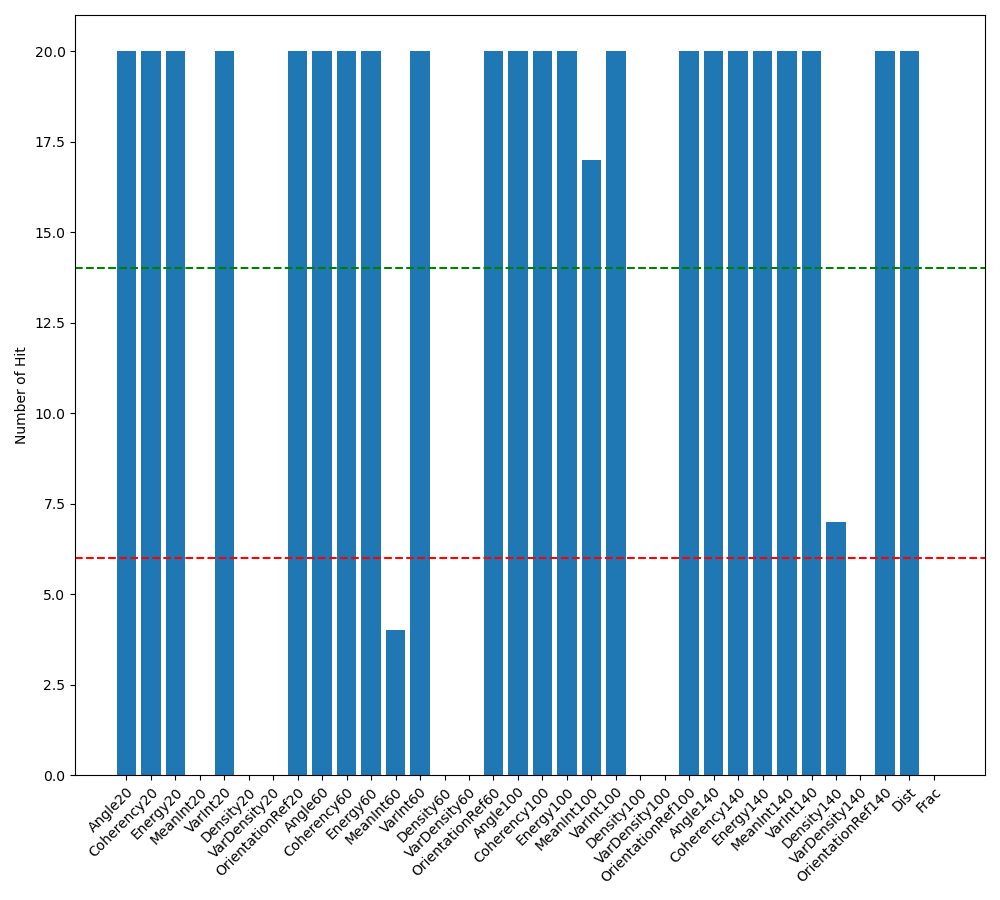 20.0
17.5
15.0
12.5
10.0
7.5
5.0
2.5
0.0
Number of Hit
Angle20
Coherency20
Energy20
MeanInt20
VarInt20
Density20
VarDensity20
OrientationRef20
Angle60
Coherency60
Energy60
MeanInt60
VarInt60
Density60
VarDensity60
OrientationRef60
Angle100
Coherency100
Energy100
MeanInt100
VarInt100
Density100
VarDensity100
OrientationRef100
Angle140
Coherency140
Energy140
MeanInt140
VarInt140
Density140
VarDensity140
OrientationRef140
Dist
Frac